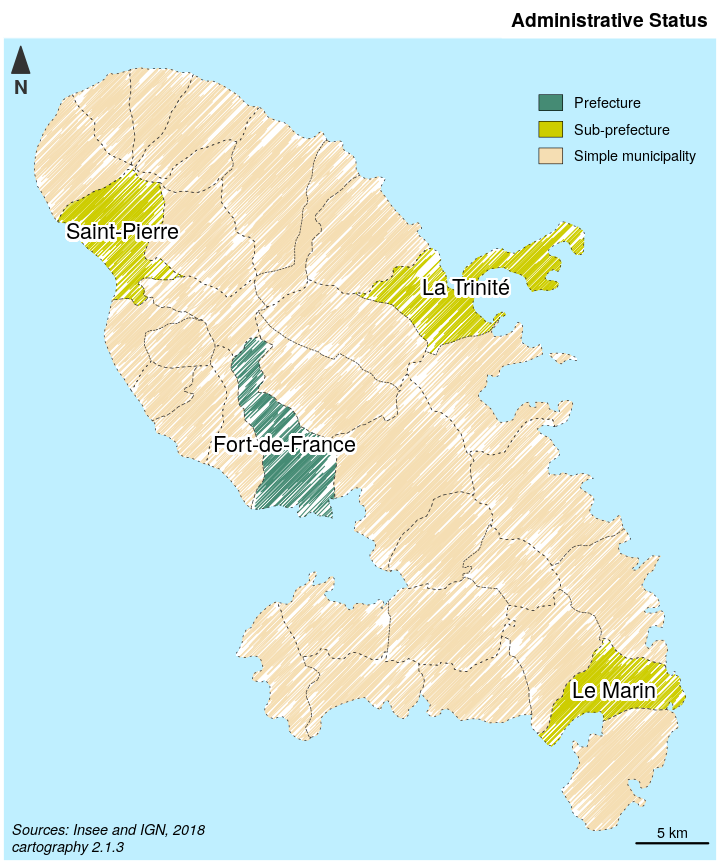 Administrative Status
N
Prefecture
Sub-prefecture
Simple municipality
Saint-Pierre
La Trinité
Fort-de-France
Le Marin
Sources: Insee and IGN, 2018
cartography 2.1.3
5 km